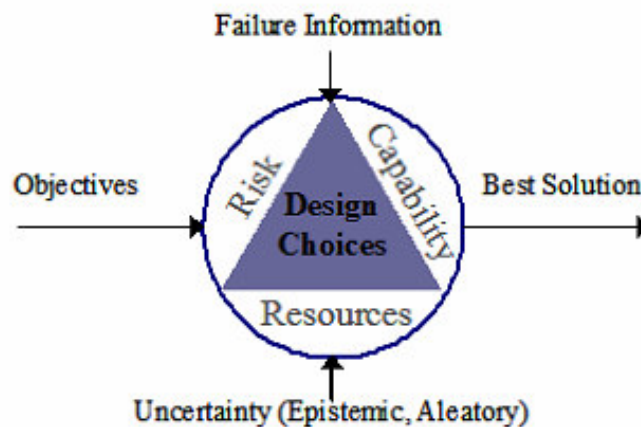 Failure Information
Objectives
Risk
Capability
Best Solution
Design
Choices
Resources
Uncertainty (Epistemic, Aleatory)